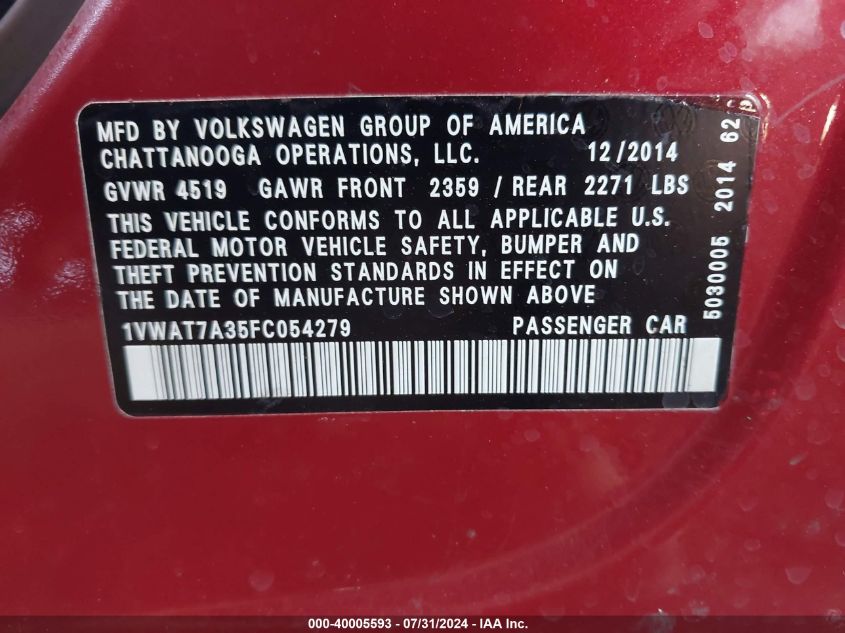 MFD BY VOLKSWAGEN GROUP OF AMERICA
CHATTANOOGA OPERATIONS, LLC. 12/2014
GVWR 4519 GAWR FRONT 2359 / REAR 2271 LBS
THIS VEHICLE CONFORMS TO ALL APPLICABLE U.S.
FEDERAL MOTOR VEHICLE SAFETY, BUMPER AND
THEFT PREVENTION STANDARDS IN EFFECT ON
THE DATE OF MANUFACTURE SHOWN ABOVE
1VWAT7A35FC054279 PASSENGER CAR
5030005 2014 62
000-40005593 - 07/31/2024 - IAA Inc.